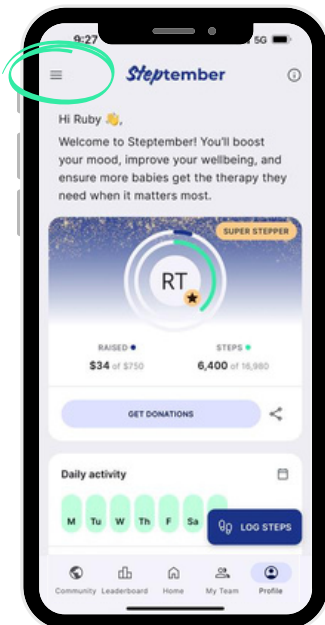 9:27
5G
Steptember
Hi Ruby 👋,
Welcome to Steptember! You'll boost
your mood, improve your wellbeing, and
ensure more babies get the therapy they
need when it matters most.
SUPER STEPPER
RT
RAISED STEPS
$34 of $750 6,400 of 16,980
GET DONATIONS
Daily activity
M Tu W Th F Sa
LOG STEPS
Community Leaderboard Home My Team Profile